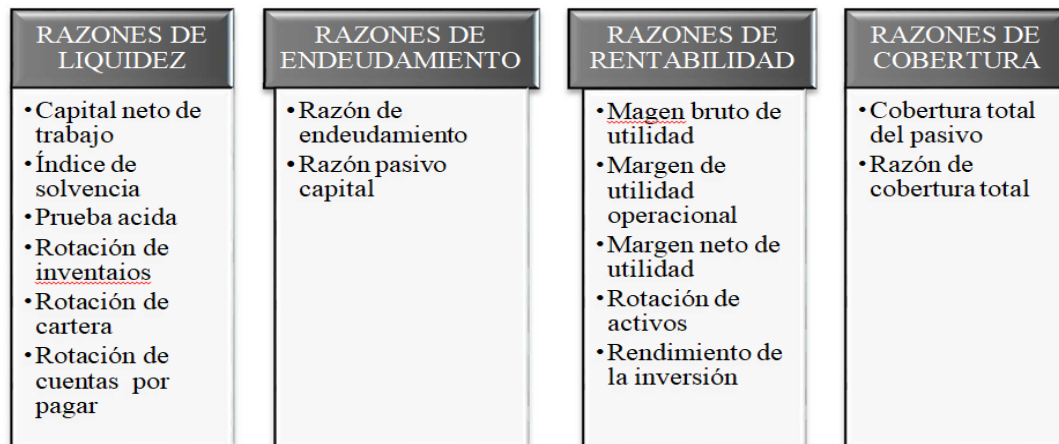 RAZONES DE
LIQUIDEZ
•Capital neto de
trabajo
•Índice de
solvencia
•Prueba acida
•Rotación de
inventaios
•Rotación de
cartera
•Rotación de
cuentas por
pagar
RAZONES DE
ENDEUDAMIENTO
•Razón de
endeudamiento
•Razón pasivo
capital
RAZONES DE
RENTABILIDAD
•Magen bruto de
utilidad
•Margen de
utilidad
operacional
•Margen neto de
utilidad
•Rotación de
activos
•Rendimiento de
la inversión
RAZONES DE
COBERTURA
•Cobertura total
del pasivo
•Razón de
cobertura total